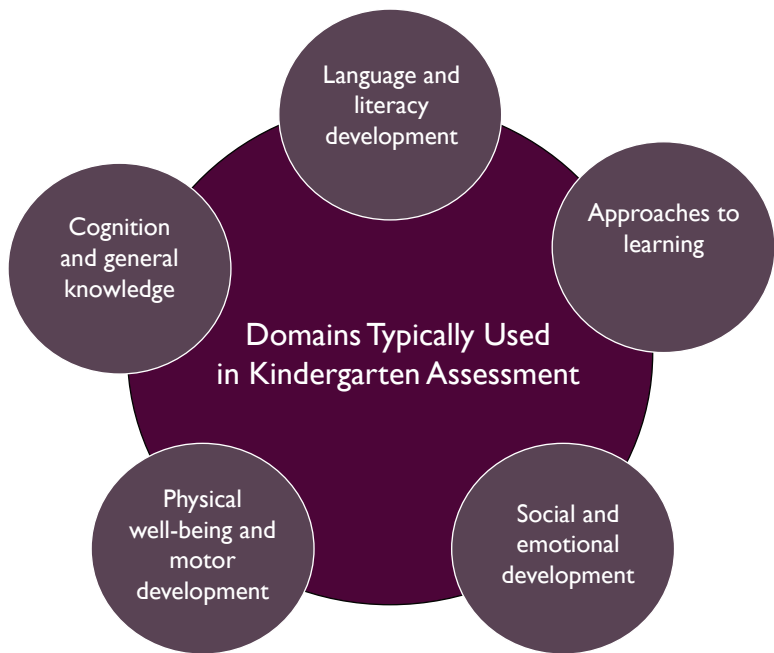 Language and
literacy
development
Approaches to
learning
Cognition
and general
knowledge
Domains Typically Used
in Kindergarten Assessment
Physical
well-being and
motor
development
Social and
emotional
development